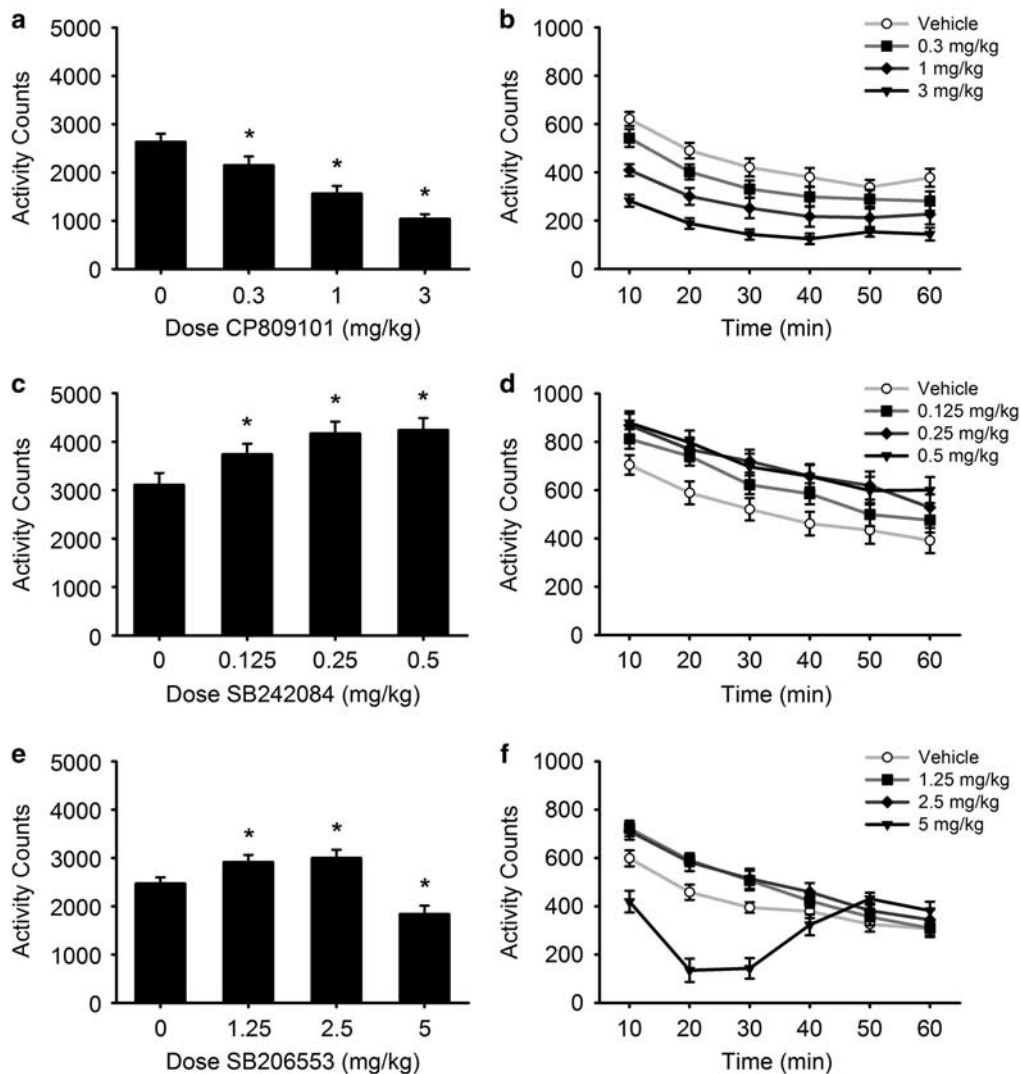 a
5000
4000
3000
2000
1000
0
Activity Counts
* * *
0 0.3 1 3
Dose CP809101 (mg/kg)
b
1000
800
600
400
200
0
Activity Counts
Vehicle
0.3 mg/kg
1 mg/kg
3 mg/kg
10 20 30 40 50 60
Time (min)
c
5000
4000
3000
2000
1000
0
Activity Counts
* * *
0 0.125 0.25 0.5
Dose SB242084 (mg/kg)
d
1000
800
600
400
200
0
Activity Counts
Vehicle
0.125 mg/kg
0.25 mg/kg
0.5 mg/kg
10 20 30 40 50 60
Time (min)
e
5000
4000
3000
2000
1000
0
Activity Counts
* * *
0 1.25 2.5 5
Dose SB206553 (mg/kg)
f
1000
800
600
400
200
0
Activity Counts
Vehicle
1.25 mg/kg
2.5 mg/kg
5 mg/kg
10 20 30 40 50 60
Time (min)